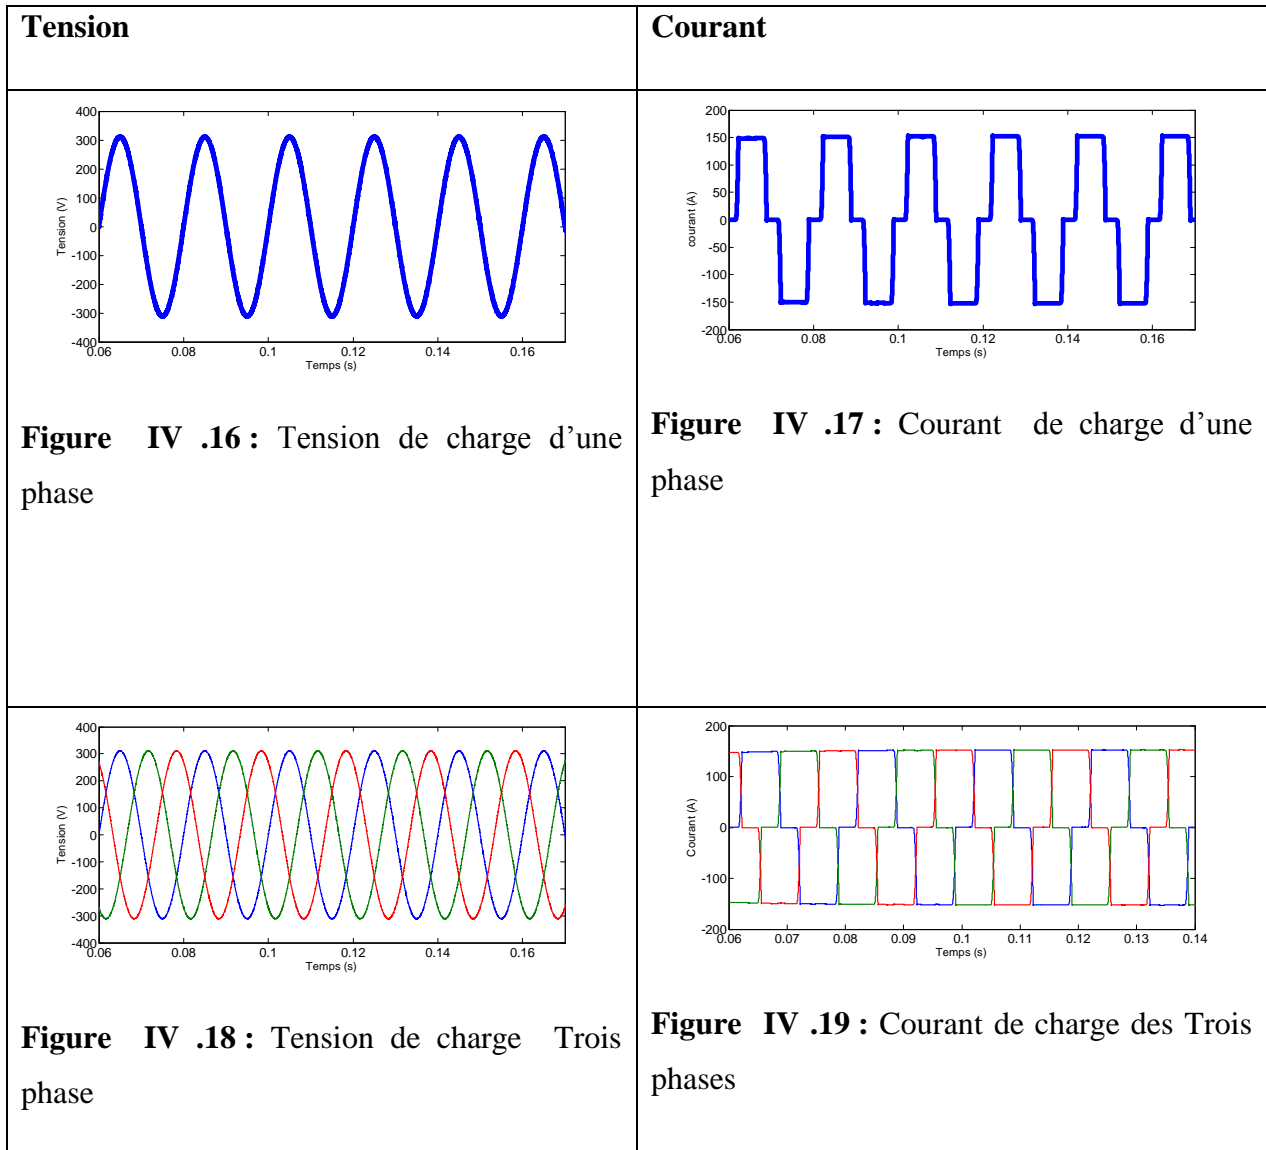 Tension
Courant
400
300
200
100
0
-100
-200
-300
-400
Tension (V)
0.06 0.08 0.1 0.12 0.14 0.16
Temps (s)
Figure IV .16 : Tension de charge d’une
phase
200
150
100
50
0
-50
-100
-150
-200
courant (A)
0.06 0.08 0.1 0.12 0.14 0.16
Temps (s)
Figure IV .17 : Courant de charge d’une
phase
400
300
200
100
0
-100
-200
-300
-400
Tension (V)
0.06 0.08 0.1 0.12 0.14 0.16
Temps (s)
Figure IV .18 : Tension de charge Trois
phase
200
100
0
-100
-200
Courant (A)
0.06 0.07 0.08 0.09 0.1 0.11 0.12 0.13 0.14
Temps (s)
Figure IV .19 : Courant de charge des Trois
phases